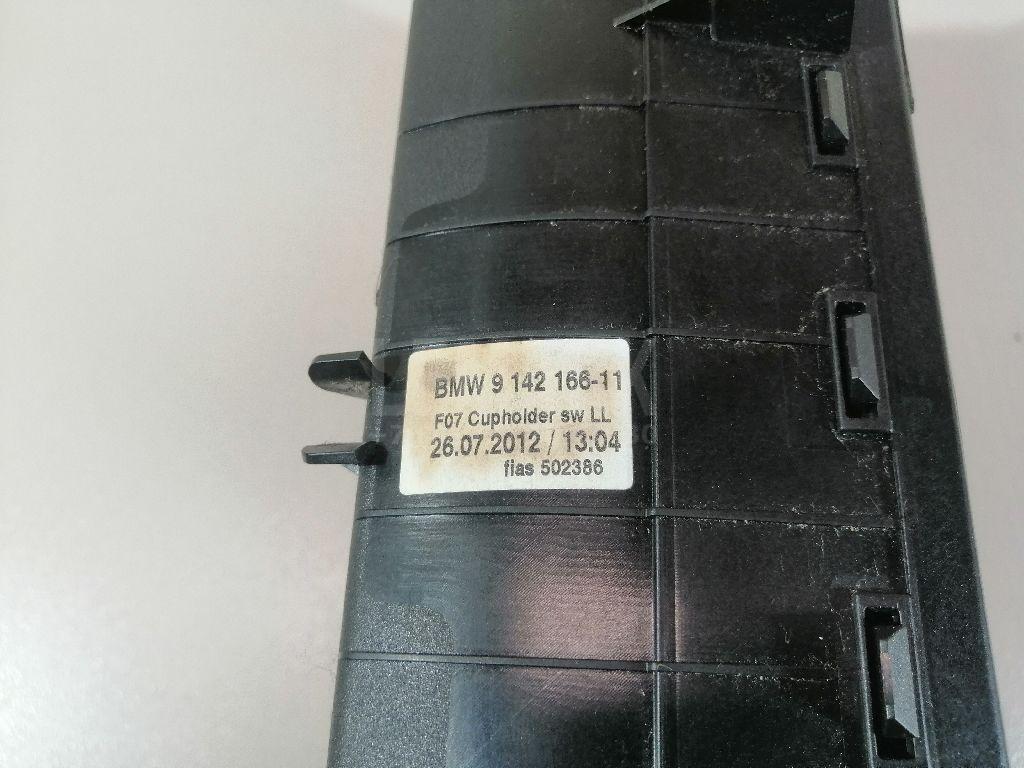 BMW 9 142 166-11
F07 Cupholder sw LL
26.07.2012 / 13:04
fias 502386